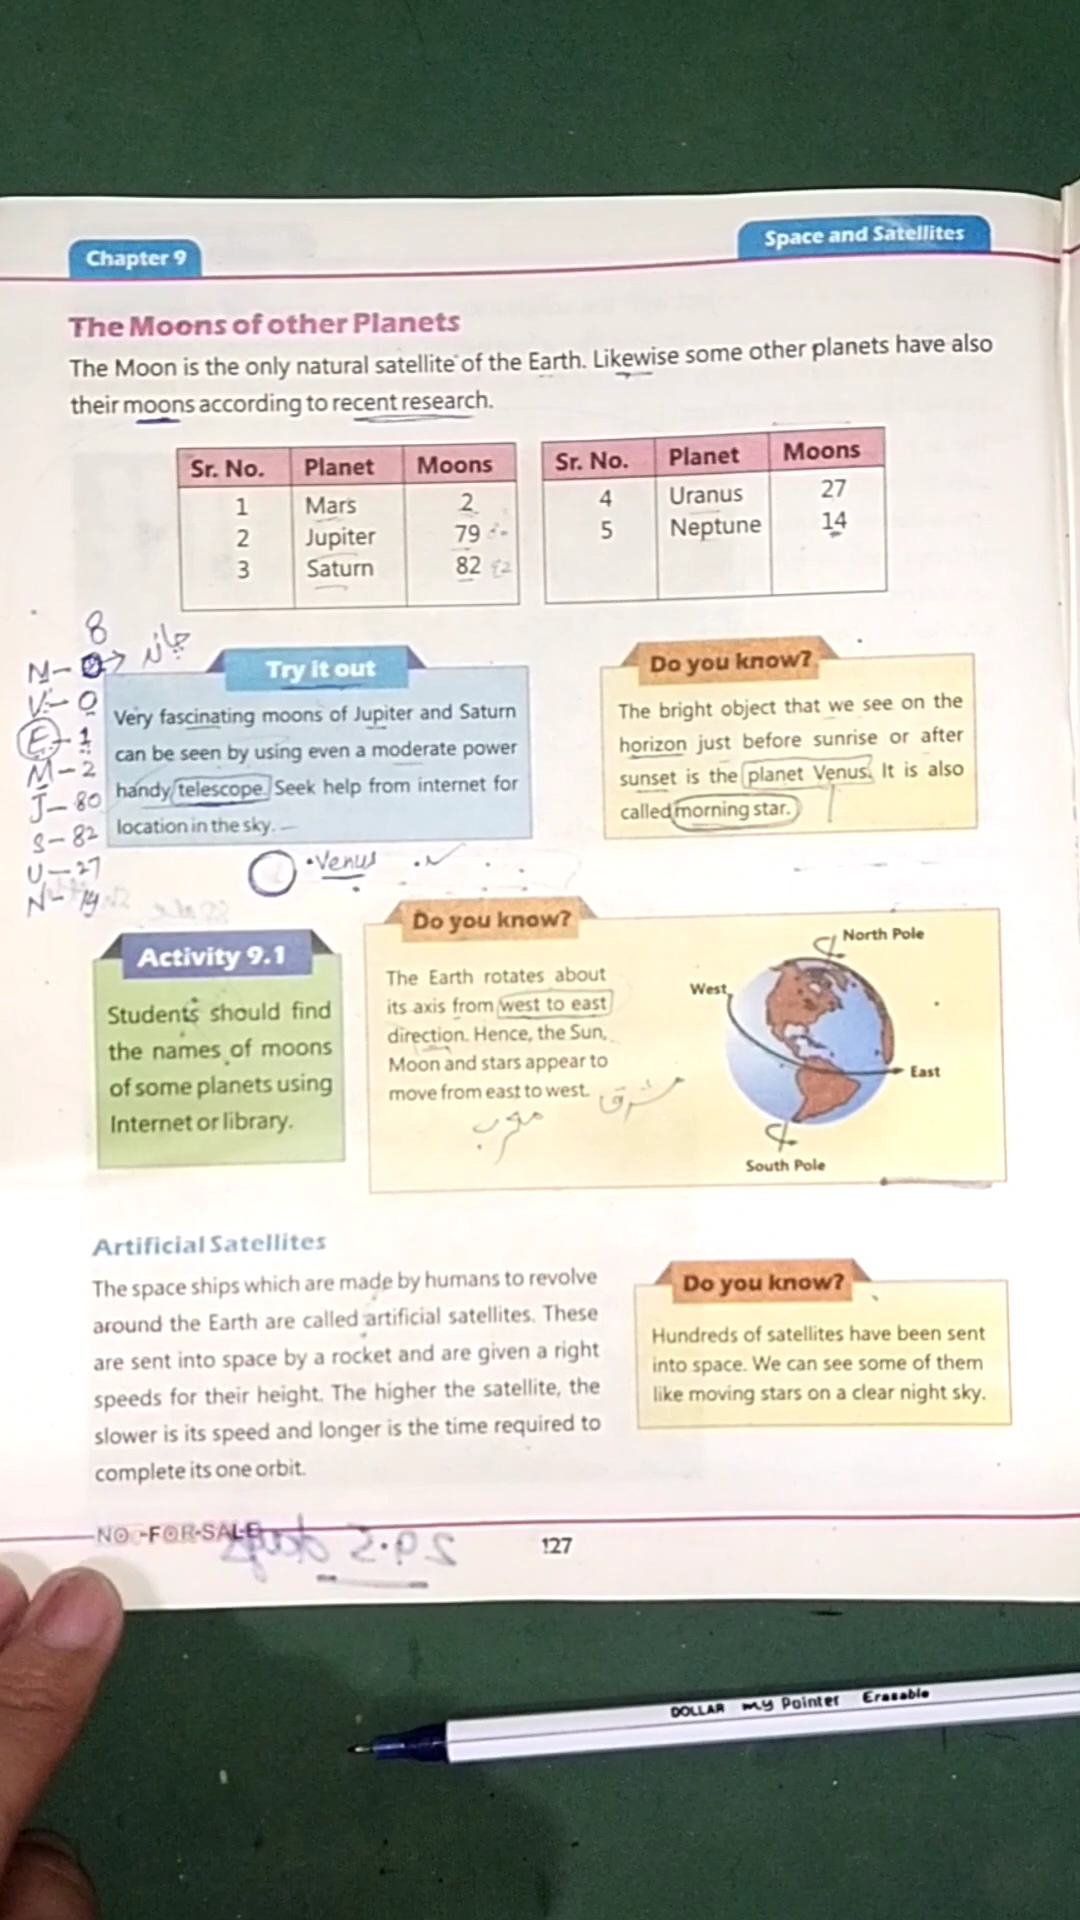 Chapter 9
Space and Satellites
The Moons of other Planets
The Moon is the only natural satellite of the Earth. Likewise some other planets have also
their moons according to recent research.
Sr. No. Planet Moons
1 Mars 2
2 Jupiter 79
3 Saturn 82
Sr. No. Planet Moons
4 Uranus 27
5 Neptune 14
8
M- 0 → چاند
V- 0
E- 1
M- 2
J- 80
S- 82
U- 27
N- 14
Try it out
Very fascinating moons of Jupiter and Saturn
can be seen by using even a moderate power
handy telescope. Seek help from internet for
location in the sky.
Do you know?
The bright object that we see on the
horizon just before sunrise or after
sunset is the planet Venus. It is also
called morning star.
Venus
Activity 9.1
Students should find
the names of moons
of some planets using
Internet or library.
Do you know?
The Earth rotates about
its axis from west to east
direction. Hence, the Sun,
Moon and stars appear to
move from east to west.
مشرق
مغرب
North Pole
West
East
South Pole
Artificial Satellites
The space ships which are made by humans to revolve
around the Earth are called artificial satellites. These
are sent into space by a rocket and are given a right
speeds for their height. The higher the satellite, the
slower is its speed and longer is the time required to
complete its one orbit.
Do you know?
Hundreds of satellites have been sent
into space. We can see some of them
like moving stars on a clear night sky.
-FOR-SALE
127
DOLLAR my Pointer Erasable